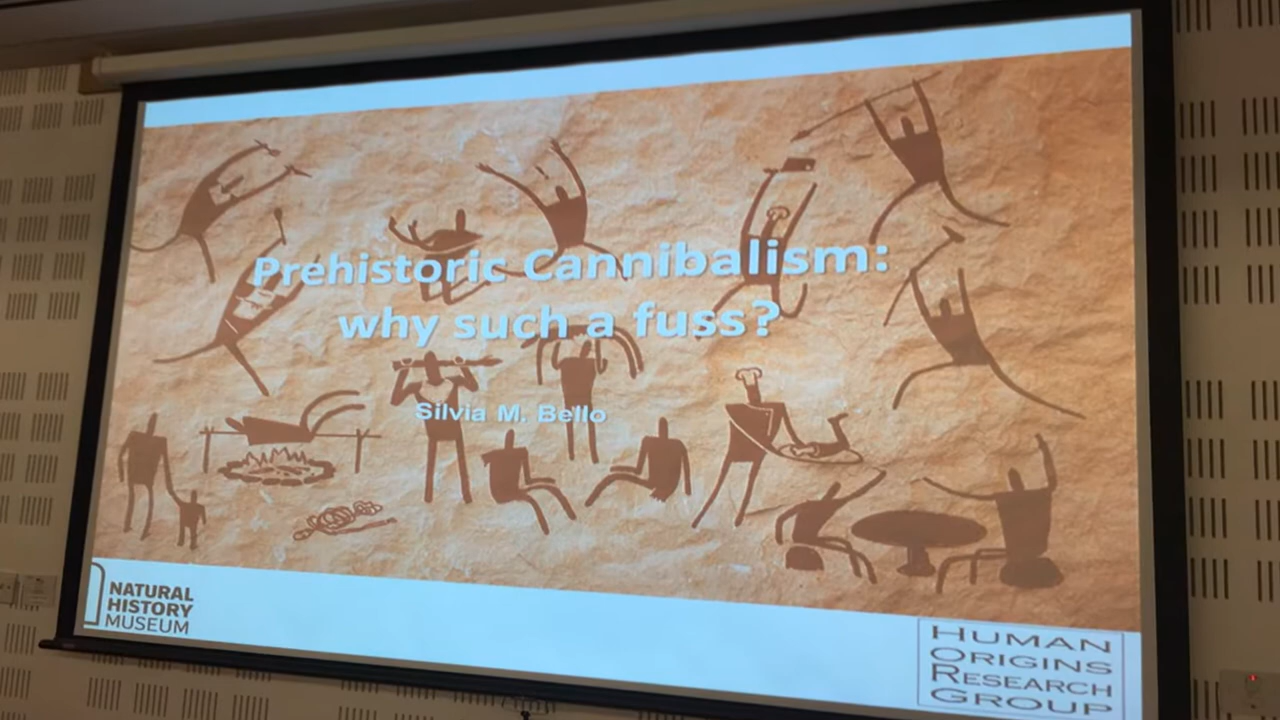 Prehistoric Cannibalism:
why such a fuss?
Silvia M. Bello
NATURAL
HISTORY
MUSEUM
HUMAN
ORIGINS
RESEARCH
GROUP